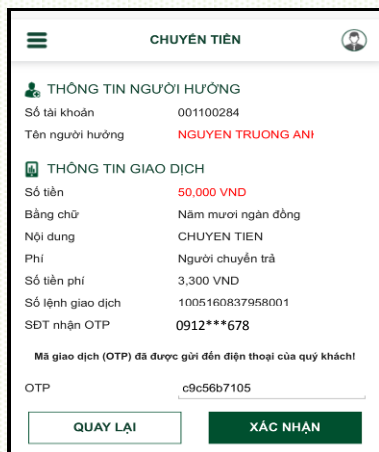 CHUYỂN TIỀN
THÔNG TIN NGƯỜI HƯỞNG
Số tài khoản 001100284
Tên người hưởng NGUYEN TRUONG ANH
THÔNG TIN GIAO DỊCH
Số tiền 50,000 VND
Bằng chữ Năm mươi ngàn đồng
Nội dung CHUYEN TIEN
Phí Người chuyển trả
Số tiền phí 3,300 VND
Số lệnh giao dịch 1005160837958001
SĐT nhận OTP 0912***678
Mã giao dịch (OTP) đã được gửi đến điện thoại của quý khách!
OTP c9c56b7105
QUAY LẠI XÁC NHẬN